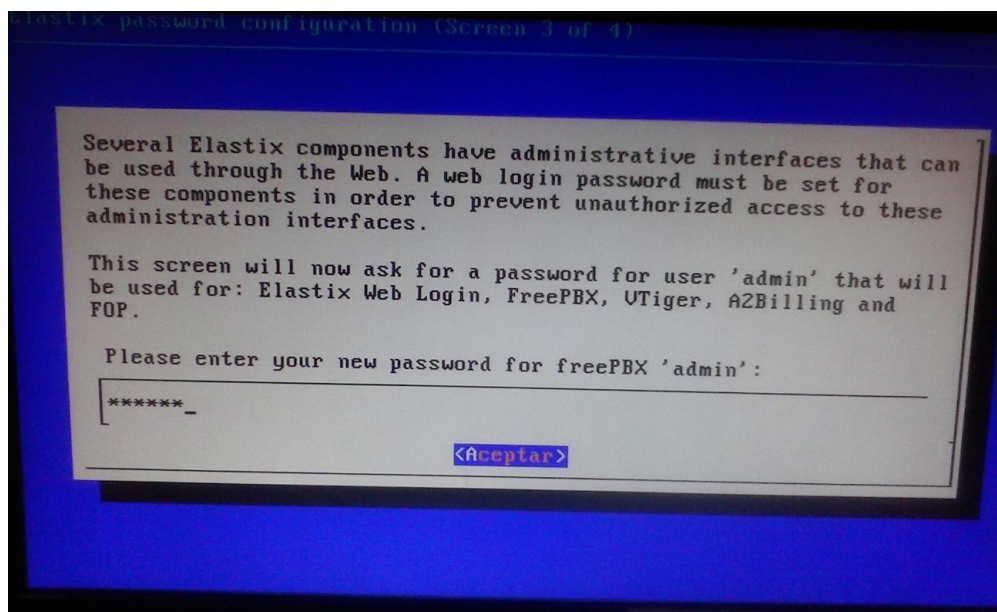 Elastix password configuration (Screen 3 of 4)
Several Elastix components have administrative interfaces that can
be used through the Web. A web login password must be set for
these components in order to prevent unauthorized access to these
administration interfaces.
This screen will now ask for a password for user 'admin' that will
be used for: Elastix Web Login, FreePBX, VTiger, A2Billing and
FOP.
Please enter your new password for freePBX 'admin':
******_
<Aceptar>